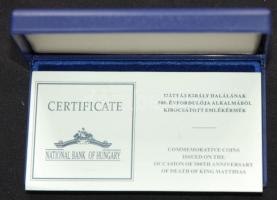 CERTIFICATE
NATIONAL BANK OF HUNGARY
MÁTYÁS KIRÁLY HALÁLÁNAK
500. ÉVFORDULÓJA ALKALMÁBÓL
KIBOCSÁTOTT EMLÉKÉRMÉK
COMMEMORATIVE COINS
ISSUED ON THE
OCCASION OF 500TH ANNIVERSARY
OF DEATH OF KING MATTHIAS